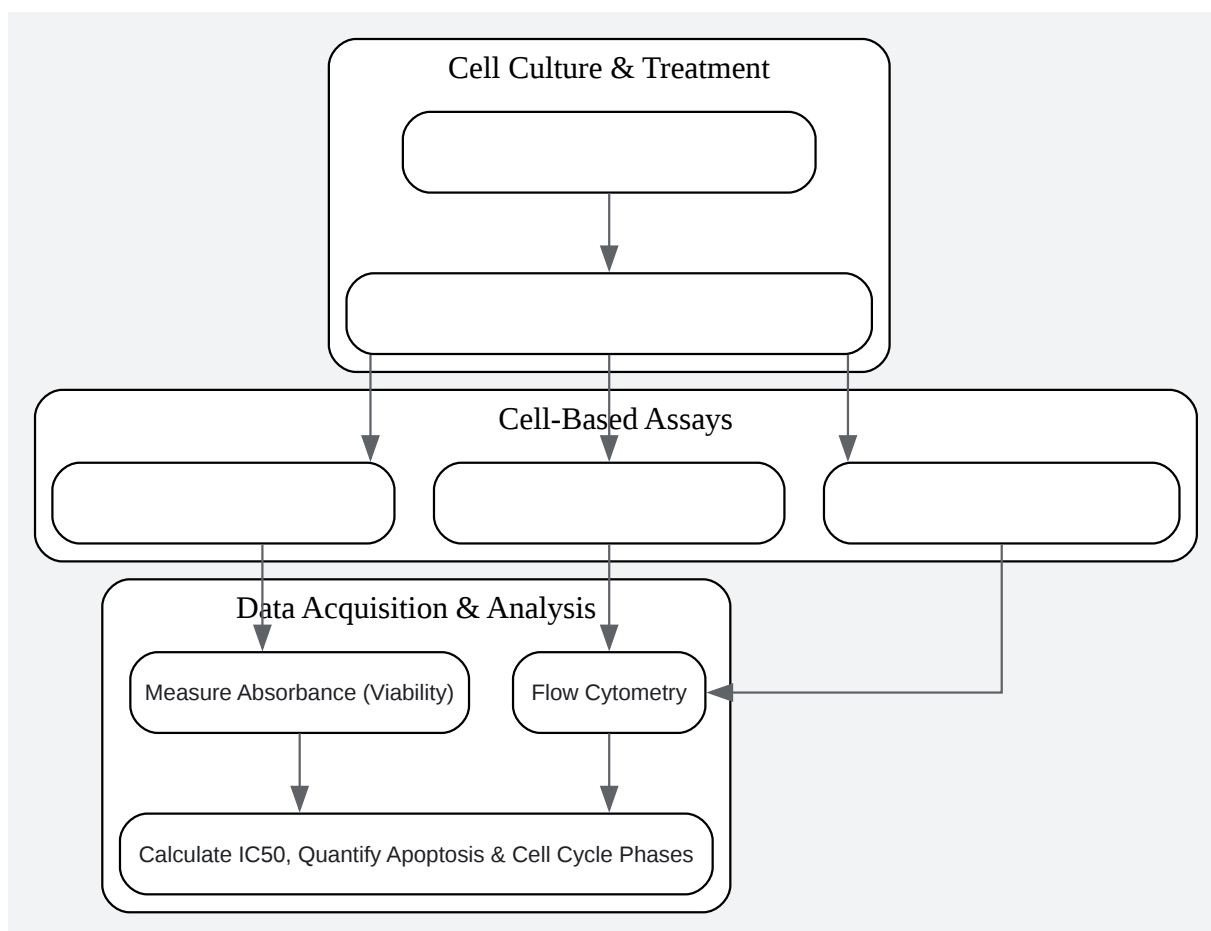 Cell Culture & Treatment
Cell-Based Assays
Data Acquisition & Analysis
Measure Absorbance (Viability)
Flow Cytometry
Calculate IC50, Quantify Apoptosis & Cell Cycle Phases